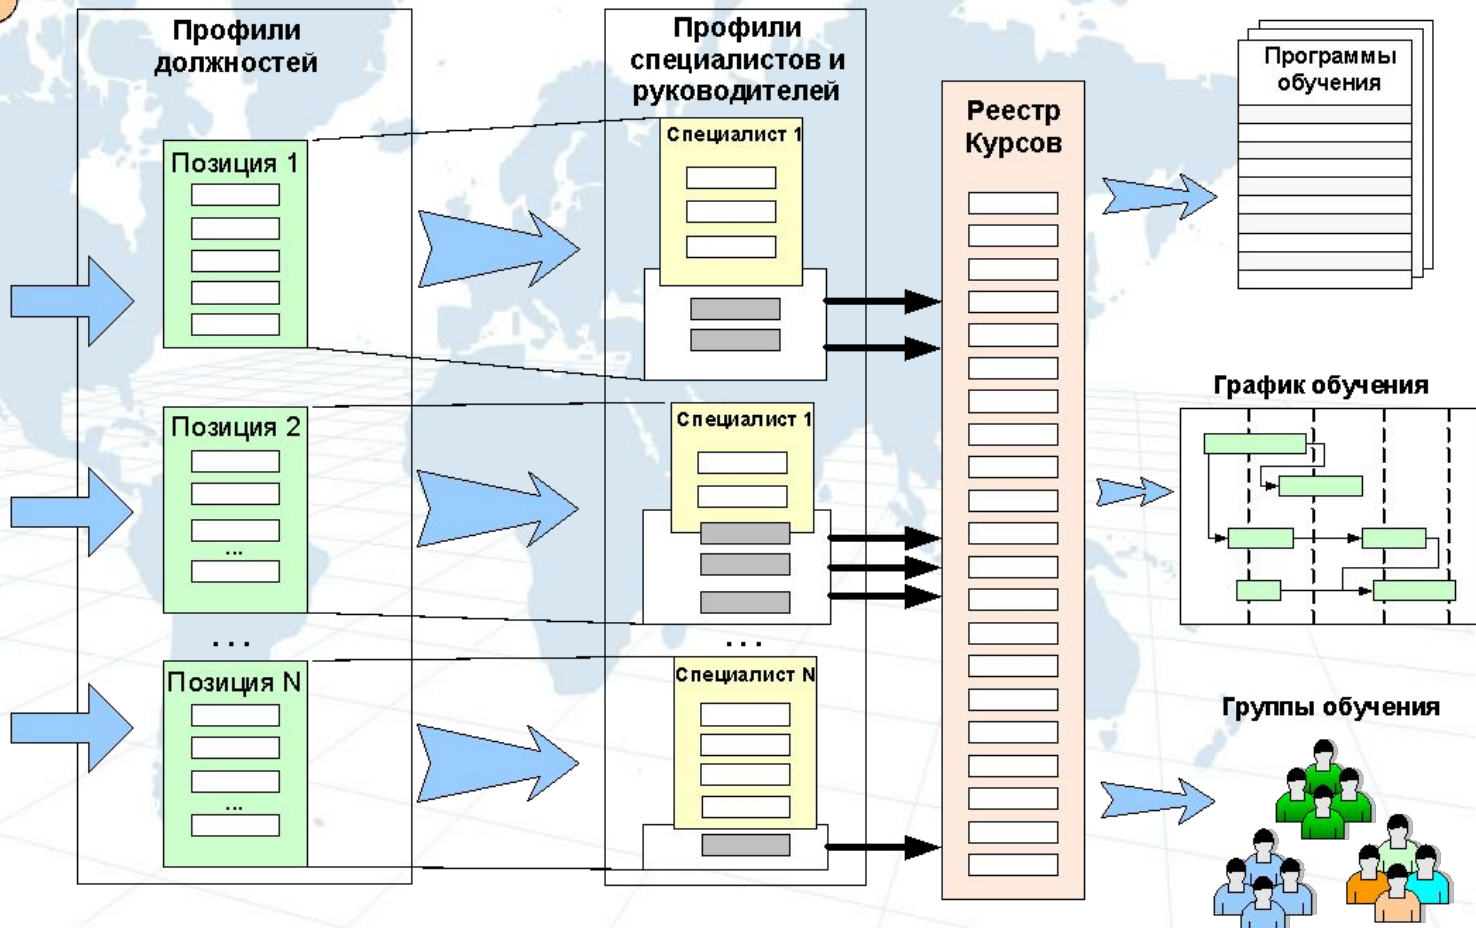 Профили
должностей
Позиция 1
Позиция 2
...
...
Позиция N
...
Профили
специалистов и
руководителей
Специалист 1
Специалист 1
...
Специалист N
Реестр
Курсов
Программы
обучения
График обучения
Группы обучения